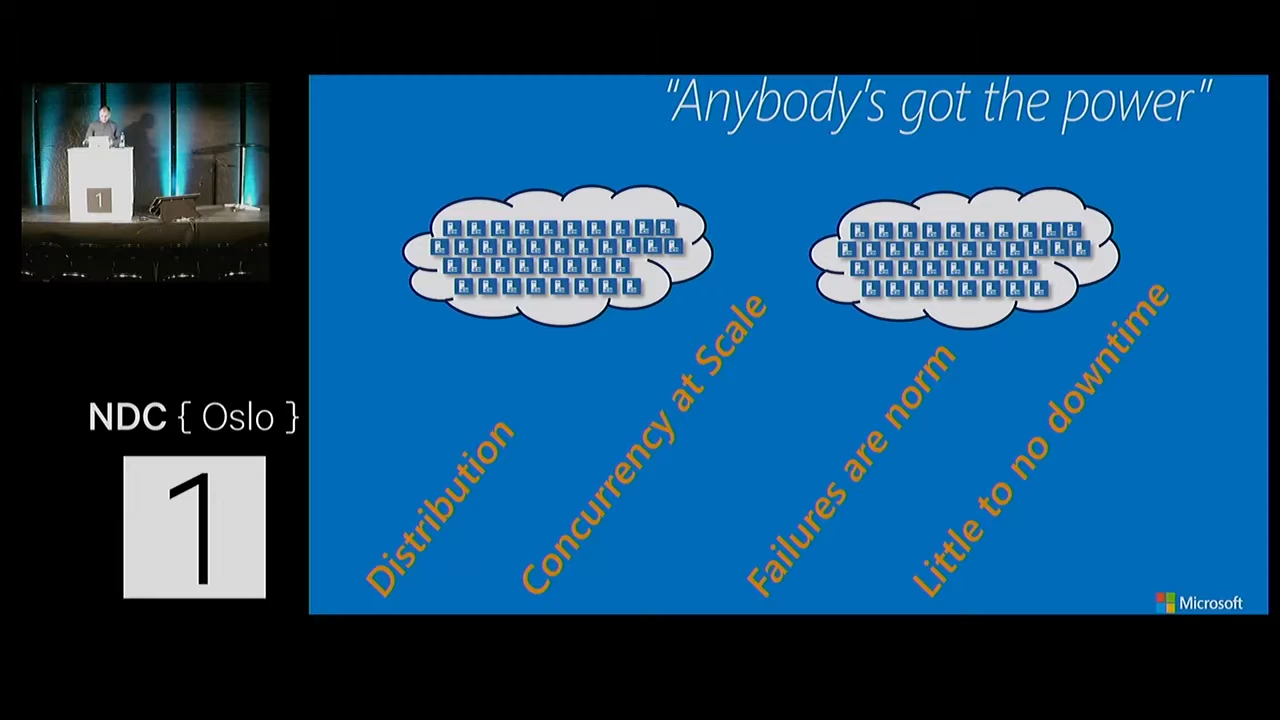 "Anybody's got the power"
1
NDC { Oslo }
1
Distribution
Concurrency at Scale
Failures are norm
Little to no downtime
Microsoft